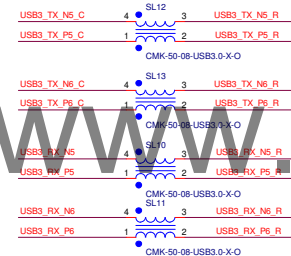 SL12
USB3_TX_N5_C 4 3 USB3_TX_N5_R
USB3_TX_P5_C 1 2 USB3_TX_P5_R
CMK-50-08-USB3.0-X-O
SL13
USB3_TX_N6_C 4 3 USB3_TX_N6_R
USB3_TX_P6_C 1 2 USB3_TX_P6_R
CMK-50-08-USB3.0-X-O
SL10
USB3_RX_N5 4 3 USB3_RX_N5_R
USB3_RX_P5 1 2 USB3_RX_P5_R
CMK-50-08-USB3.0-X-O
SL11
USB3_RX_N6 4 3 USB3_RX_N6_R
USB3_RX_P6 1 2 USB3_RX_P6_R
CMK-50-08-USB3.0-X-O
www.